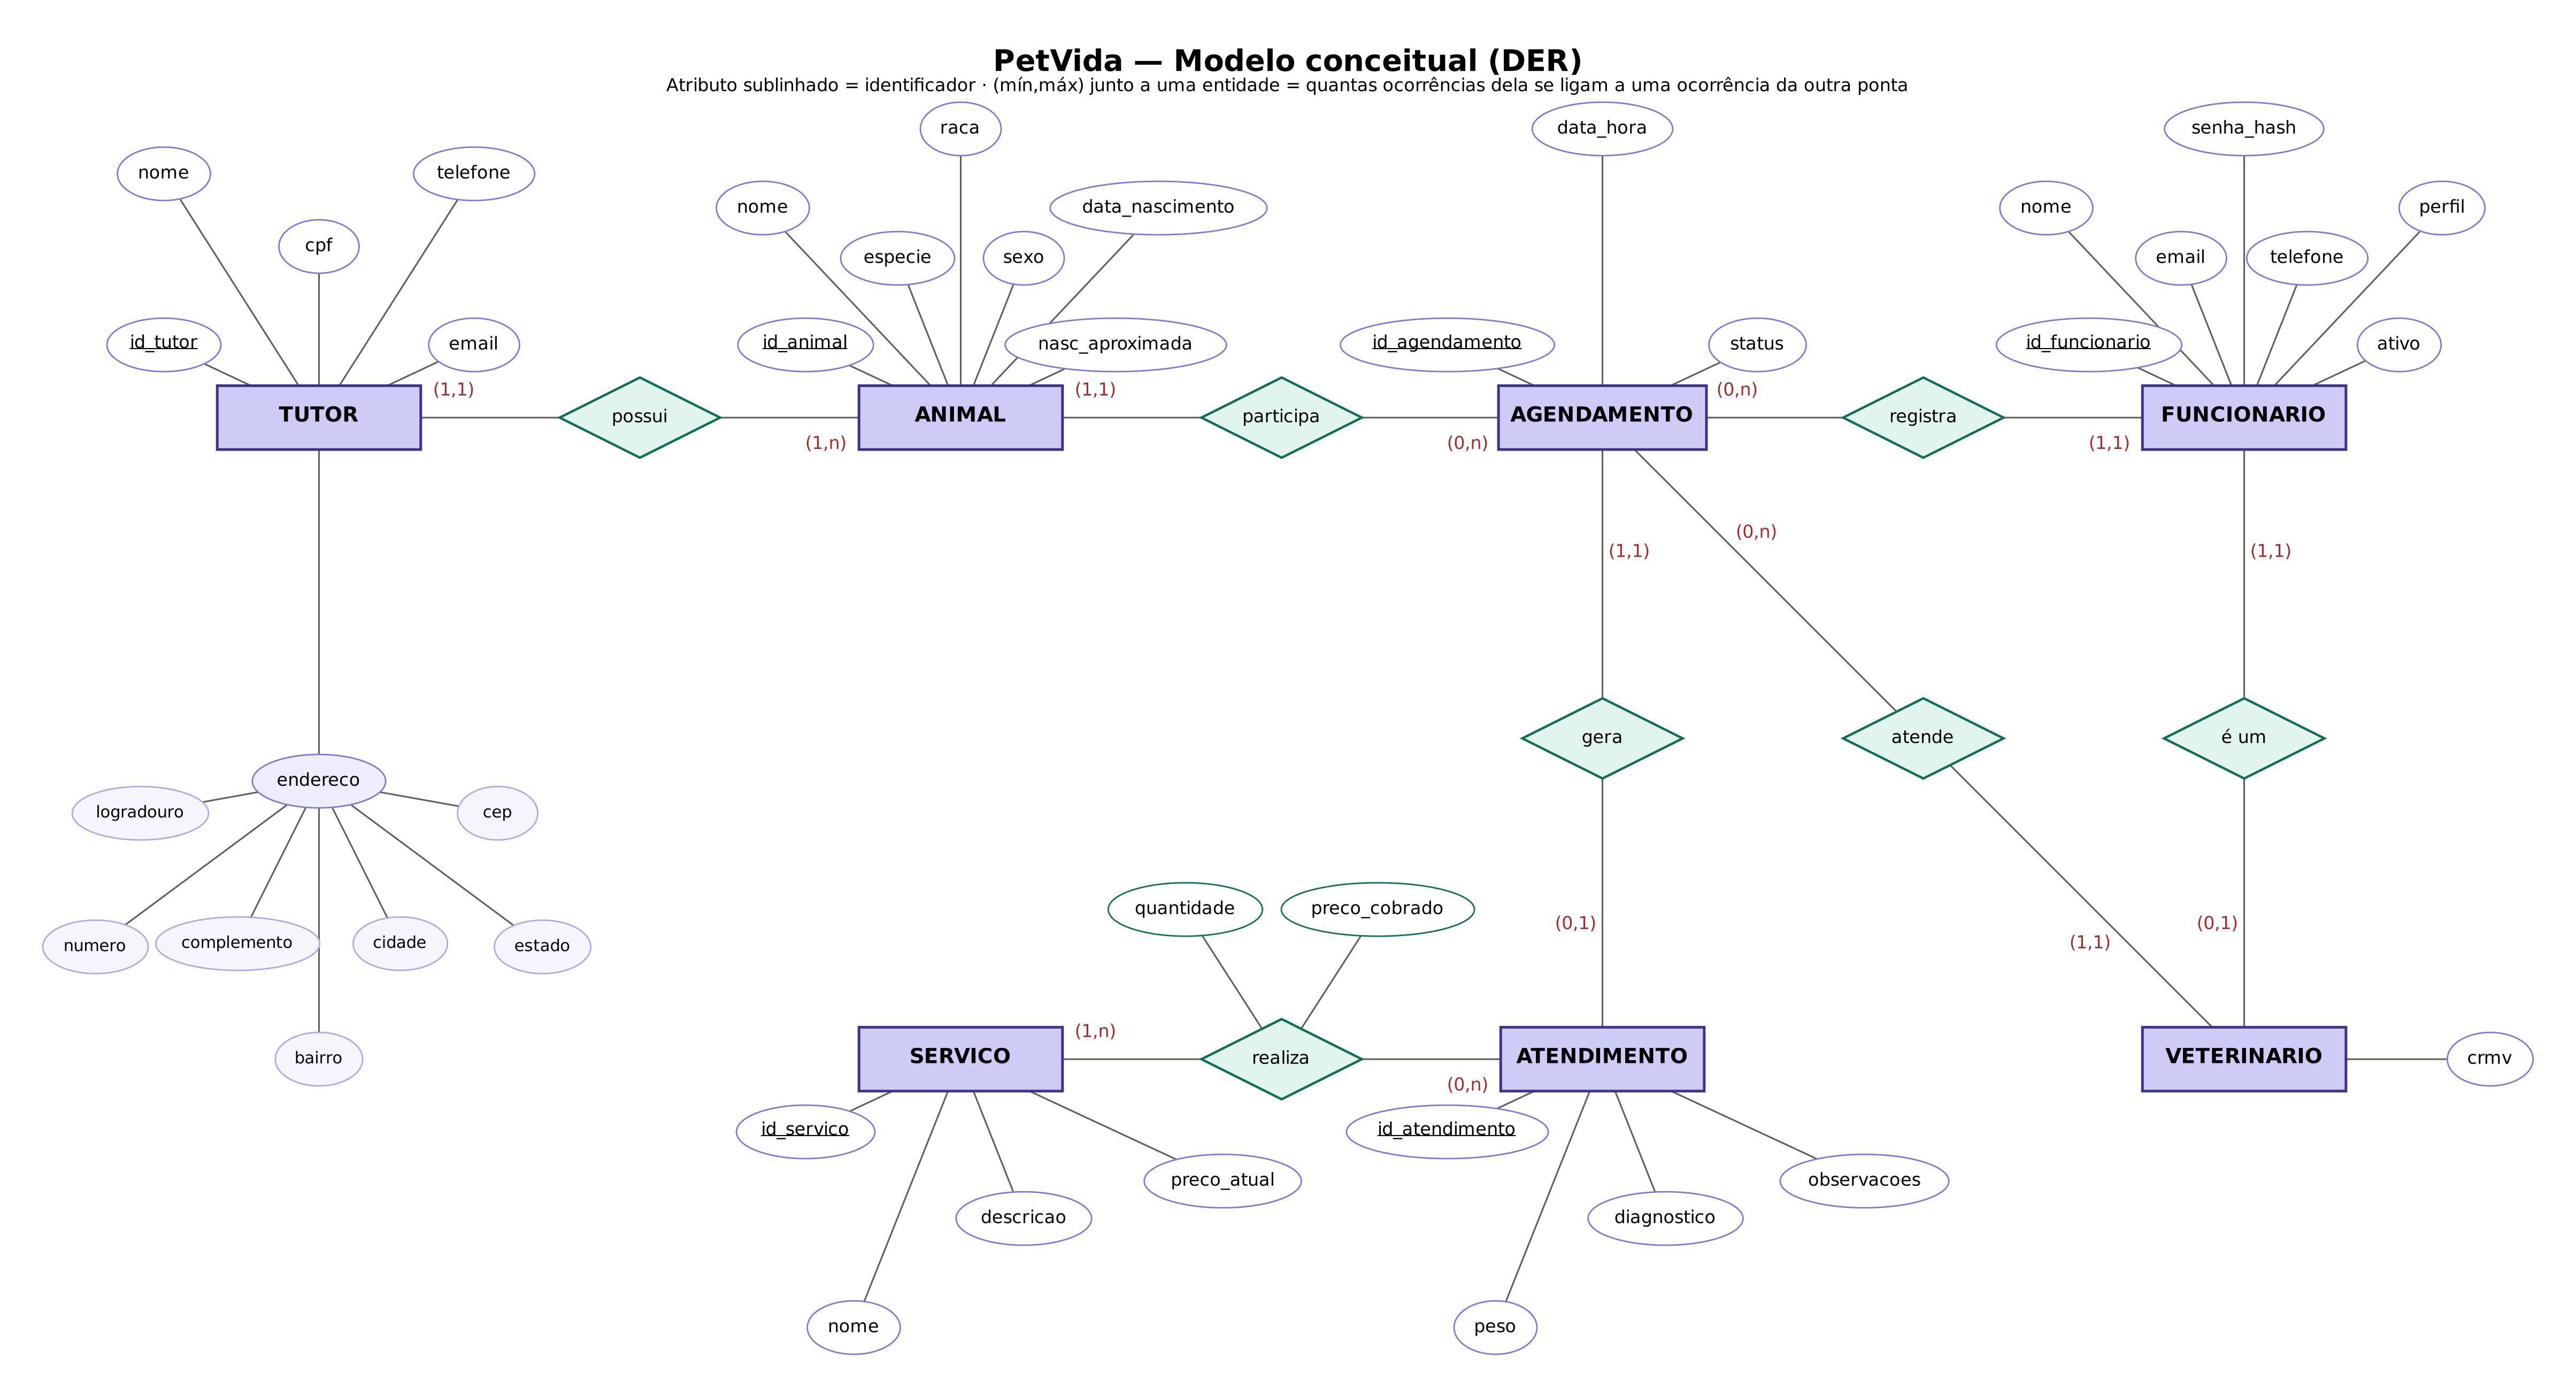 PetVida — Modelo conceitual (DER)
Atributo sublinhado = identificador · (mín,máx) junto a uma entidade = quantas ocorrências dela se ligam a uma ocorrência da outra ponta
raca
data_hora
senha_hash
nome
telefone
nome
data_nascimento
nome
perfil
cpf
especie
sexo
email
telefone
id_tutor
email
id_animal
nasc_aproximada
id_agendamento
status
id_funcionario
ativo
(1,1)
(1,1)
(0,n)
TUTOR
possui
ANIMAL
participa
AGENDAMENTO
registra
FUNCIONARIO
(1,n)
(0,n)
(1,1)
(0,n)
(1,1)
(1,1)
gera
atende
é um
endereco
logradouro
cep
quantidade
preco_cobrado
(0,1)
(0,1)
numero
complemento
cidade
estado
(1,1)
(1,n)
bairro
SERVICO
realiza
ATENDIMENTO
VETERINARIO
crmv
(0,n)
id_servico
id_atendimento
preco_atual
observacoes
descricao
diagnostico
nome
peso